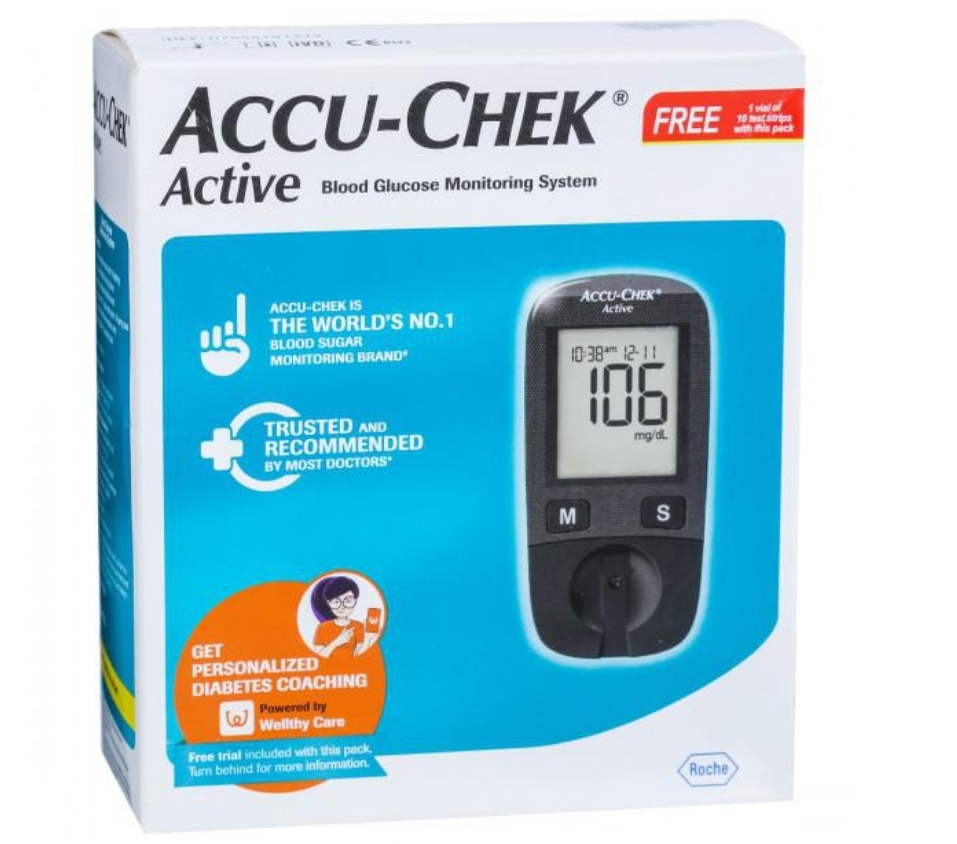 ACCU-CHEK®
Active Blood Glucose Monitoring System
FREE
1 vial of
10 test strips
with this pack
ACCU-CHEK IS
THE WORLD'S NO.1
BLOOD SUGAR
MONITORING BRAND#
TRUSTED AND
RECOMMENDED
BY MOST DOCTORS*
ACCU-CHEK®
Active
10:38am 12-11
106
mg/dL
M S
GET
PERSONALIZED
DIABETES COACHING
Powered by
Wellthy Care
Free trial included with this pack.
Turn behind for more information.
Roche